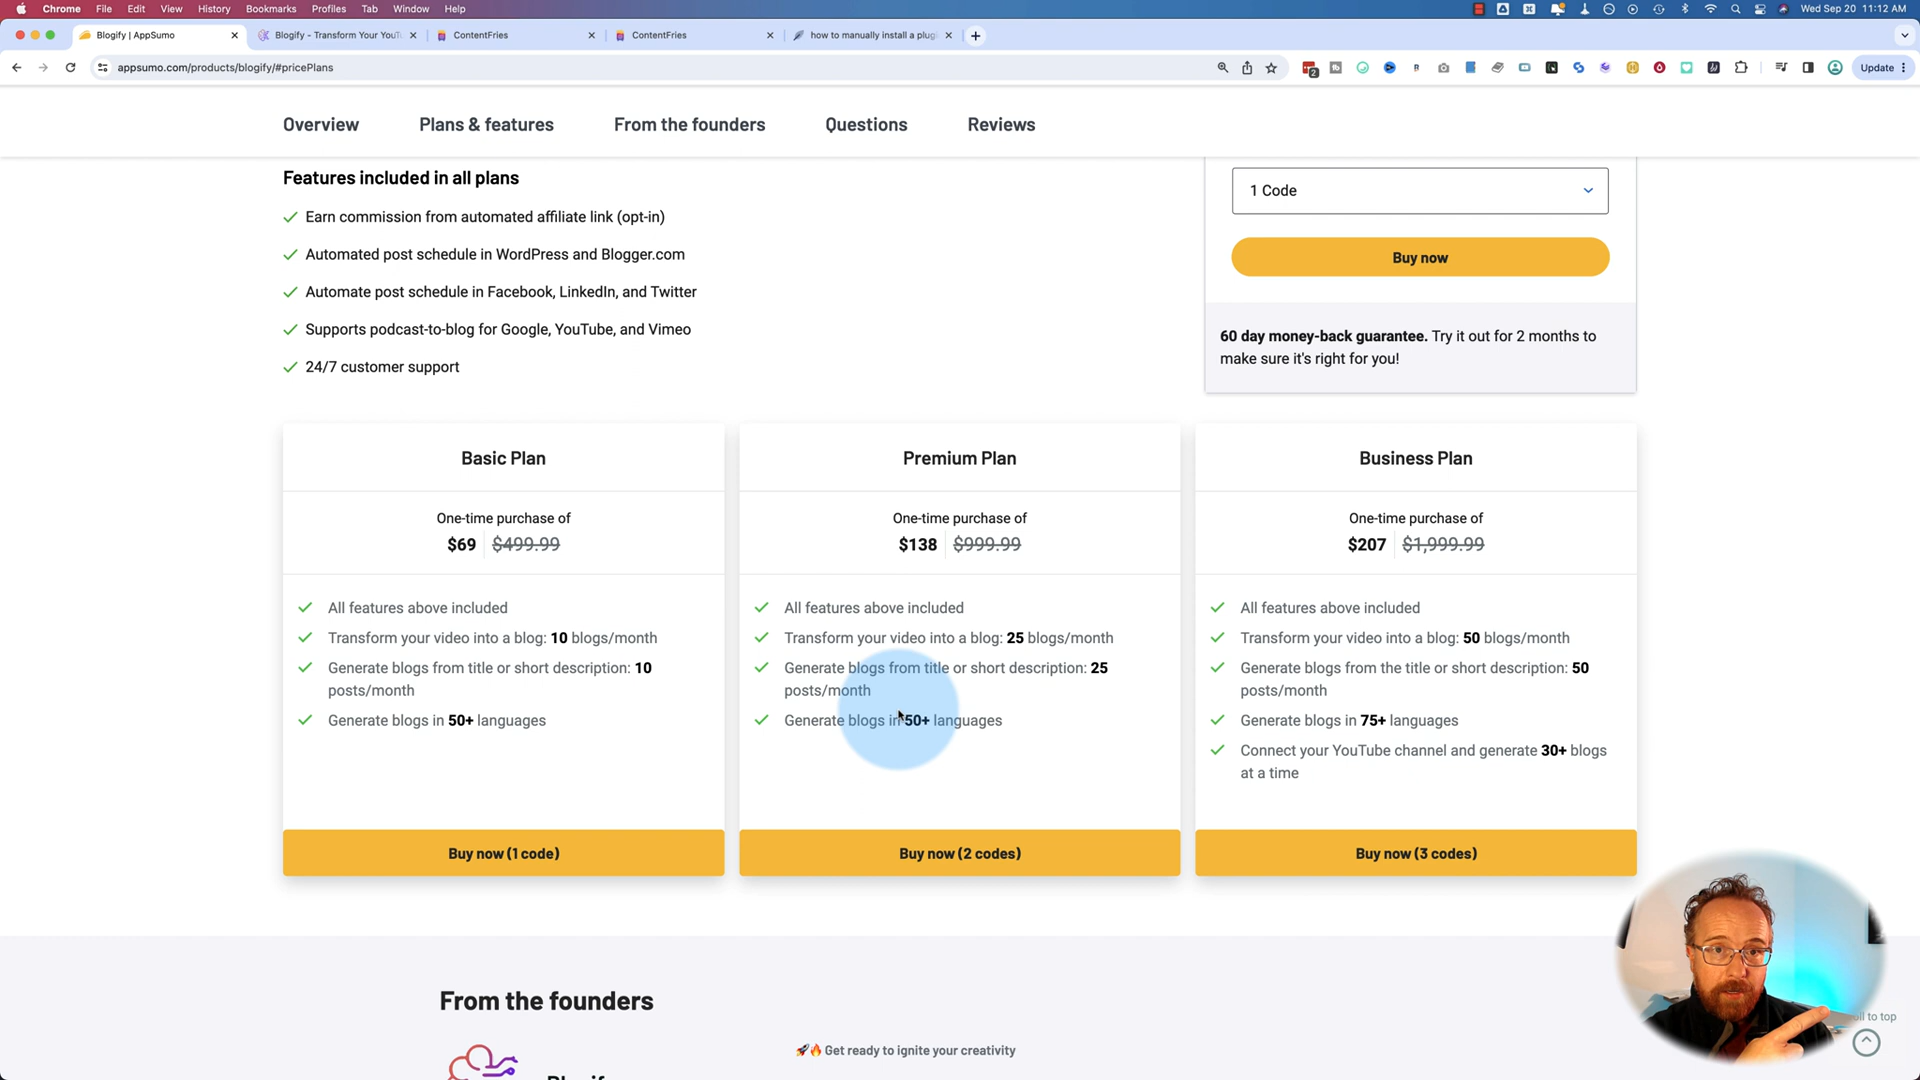 Chrome File Edit View History Bookmarks Profiles Tab Window Help
Wed Sep 20 11:12 AM
Blogify | AppSumo
Blogify - Transform Your YouT
ContentFries
ContentFries
how to manually install a plug
appsumo.com/products/blogify/#pricePlans
2
Update
Overview
Plans & features
From the founders
Questions
Reviews
Features included in all plans
Earn commission from automated affiliate link (opt-in)
Automated post schedule in WordPress and Blogger.com
Automate post schedule in Facebook, LinkedIn, and Twitter
Supports podcast-to-blog for Google, YouTube, and Vimeo
24/7 customer support
1 Code
Buy now
60 day money-back guarantee. Try it out for 2 months to
make sure it's right for you!
Basic Plan
One-time purchase of
$69 $499.99
All features above included
Transform your video into a blog: 10 blogs/month
Generate blogs from title or short description: 10
posts/month
Generate blogs in 50+ languages
Buy now (1 code)
Premium Plan
One-time purchase of
$138 $999.99
All features above included
Transform your video into a blog: 25 blogs/month
Generate blogs from title or short description: 25
posts/month
Generate blogs in 50+ languages
Buy now (2 codes)
Business Plan
One-time purchase of
$207 $1,999.99
All features above included
Transform your video into a blog: 50 blogs/month
Generate blogs from the title or short description: 50
posts/month
Generate blogs in 75+ languages
Connect your YouTube channel and generate 30+ blogs
at a time
Buy now (3 codes)
From the founders
🚀🔥 Get ready to ignite your creativity
to top